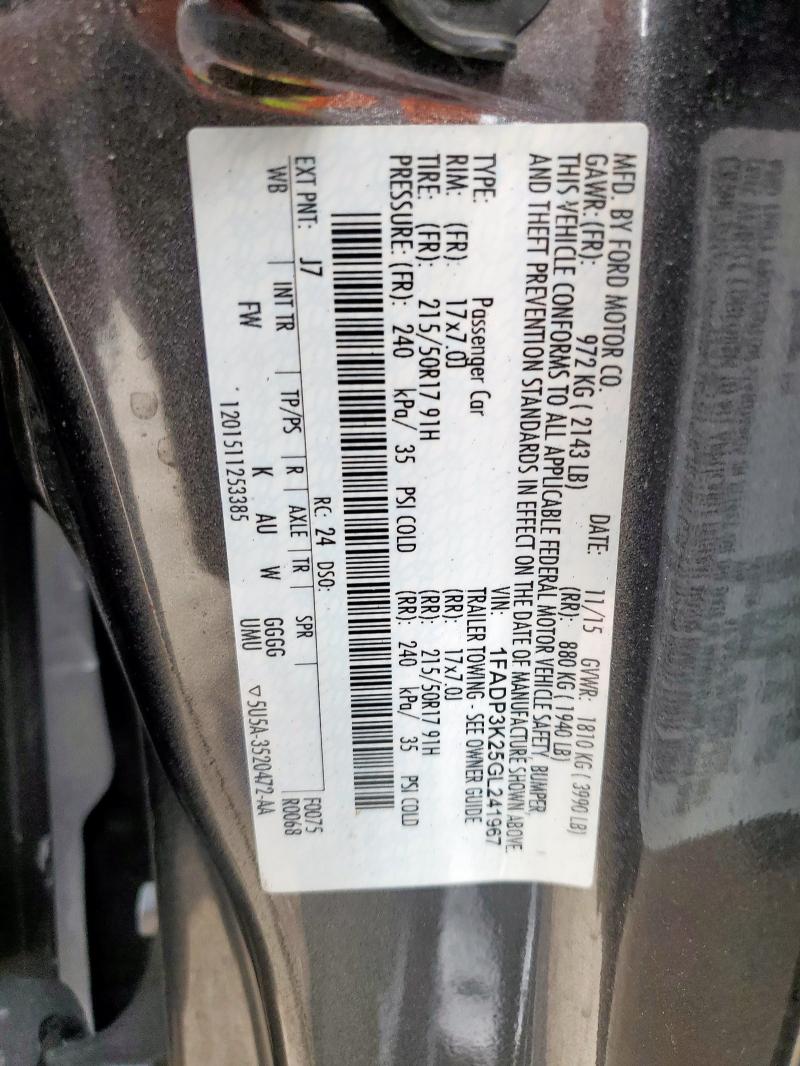 MFD. BY FORD MOTOR CO.
DATE: 11/15 GVWR: 1810 KG ( 3990 LB)
GAWR: (FR): 972 KG ( 2143 LB) (RR): 880 KG ( 1940 LB)
THIS VEHICLE CONFORMS TO ALL APPLICABLE FEDERAL MOTOR VEHICLE SAFETY, BUMPER,
AND THEFT PREVENTION STANDARDS IN EFFECT ON THE DATE OF MANUFACTURE SHOWN ABOVE.
VIN: 1FADP3K25GL241967
TYPE: Passenger Car TRAILER TOWING - SEE OWNER GUIDE
RIM: (FR): 17x7.0J (RR): 17x7.0J
TIRE: (FR): 215/50R17 91H (RR): 215/50R17 91H
PRESSURE: (FR): 240 kPa/ 35 PSI COLD (RR): 240 kPa/ 35 PSI COLD
F0075
R0068
EXT PNT: J7 RC: 24 DSO:
WB INT TR TP/PS R AXLE TR SPR
FW K AU W GGGG
UMU
1201511253385 ▽5U5A-3520472-AA